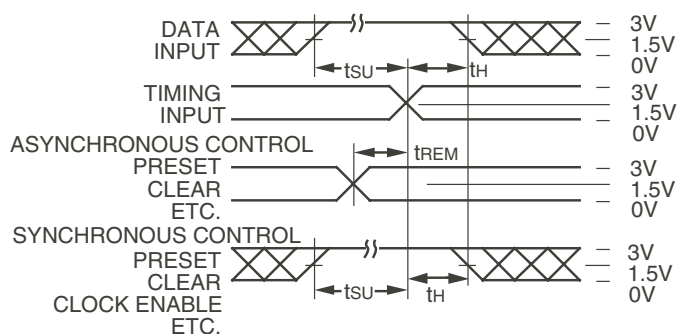 DATA
INPUT
3V
1.5V
0V
tSU
tH
TIMING
INPUT
3V
1.5V
0V
ASYNCHRONOUS CONTROL
PRESET
CLEAR
ETC.
tREM
3V
1.5V
0V
SYNCHRONOUS CONTROL
PRESET
CLEAR
CLOCK ENABLE
ETC.
tSU
tH
3V
1.5V
0V